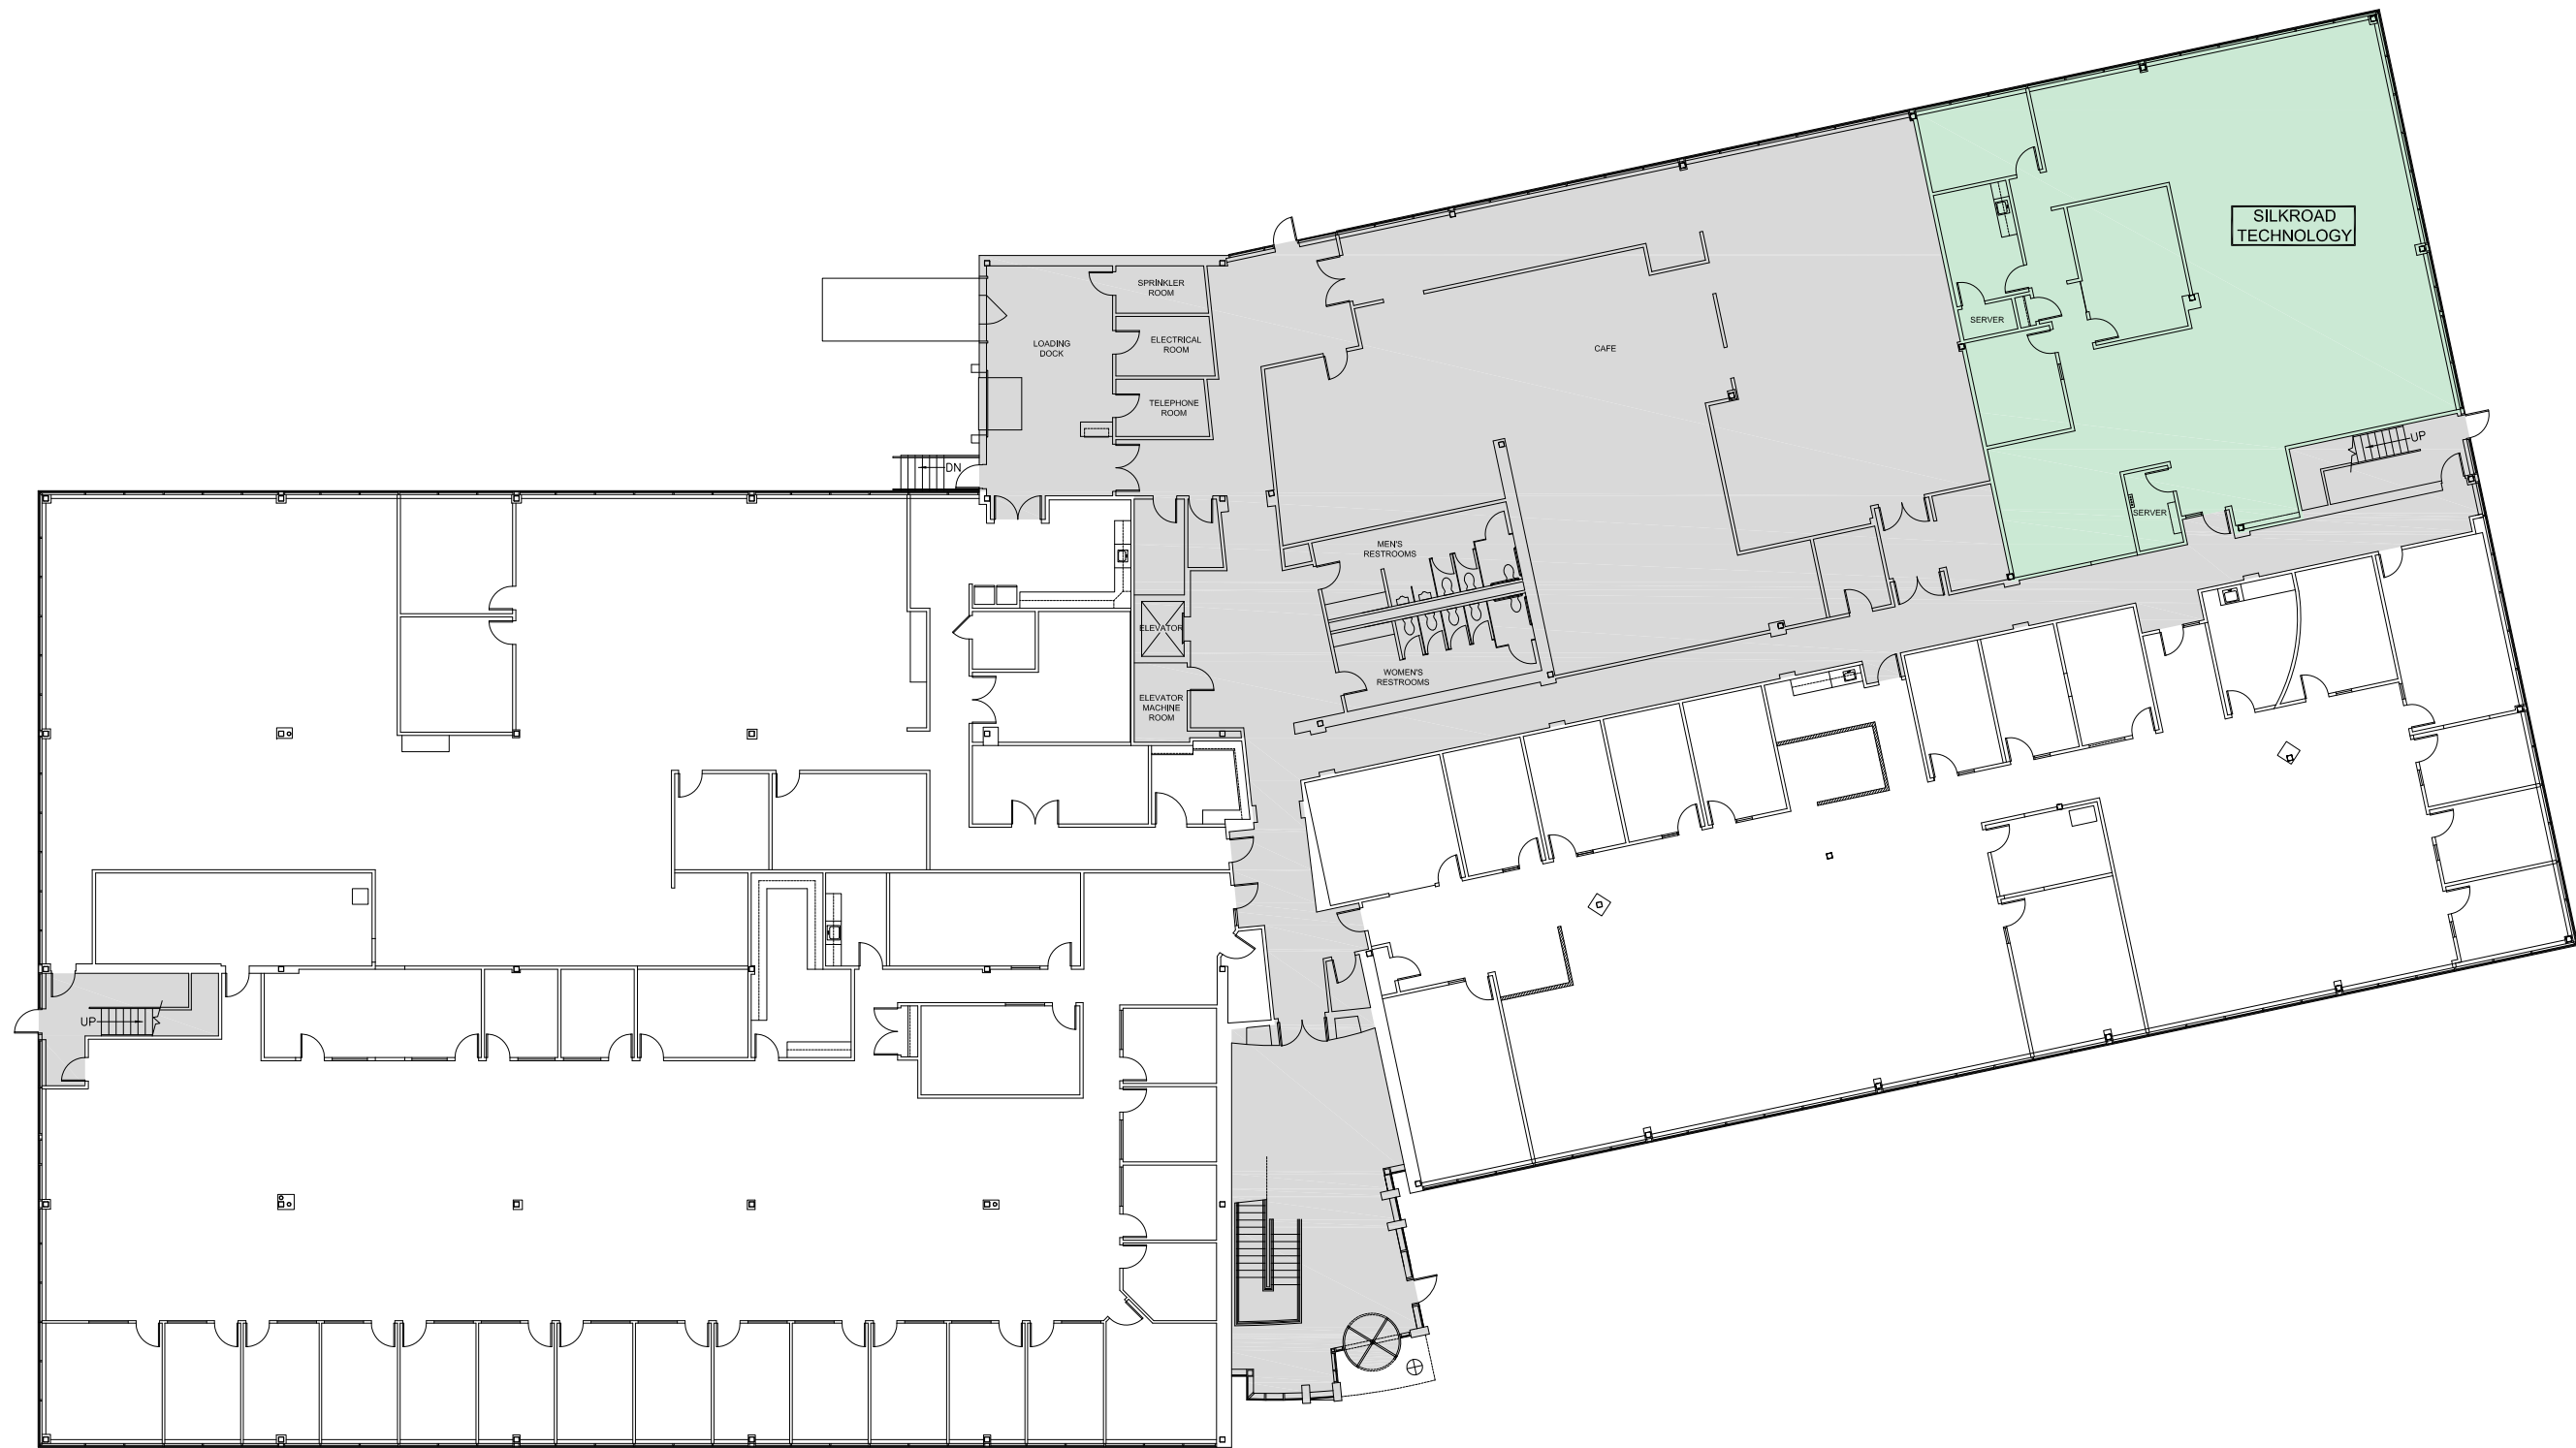 SILKROAD
TECHNOLOGY
SPRINKLER
ROOM
LOADING
DOCK
ELECTRICAL
ROOM
CAFE
SERVER
TELEPHONE
ROOM
UP
DN
SERVER
MEN'S
RESTROOMS
ELEVATOR
WOMEN'S
RESTROOMS
ELEVATOR
MACHINE
ROOM
UP